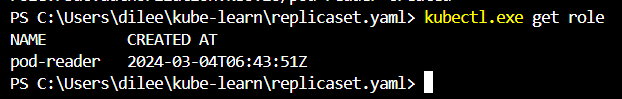 PS C:\Users\dilee\kube-learn\replicaset.yaml> kubectl.exe get role
NAME         CREATED AT
pod-reader   2024-03-04T06:43:51Z
PS C:\Users\dilee\kube-learn\replicaset.yaml>